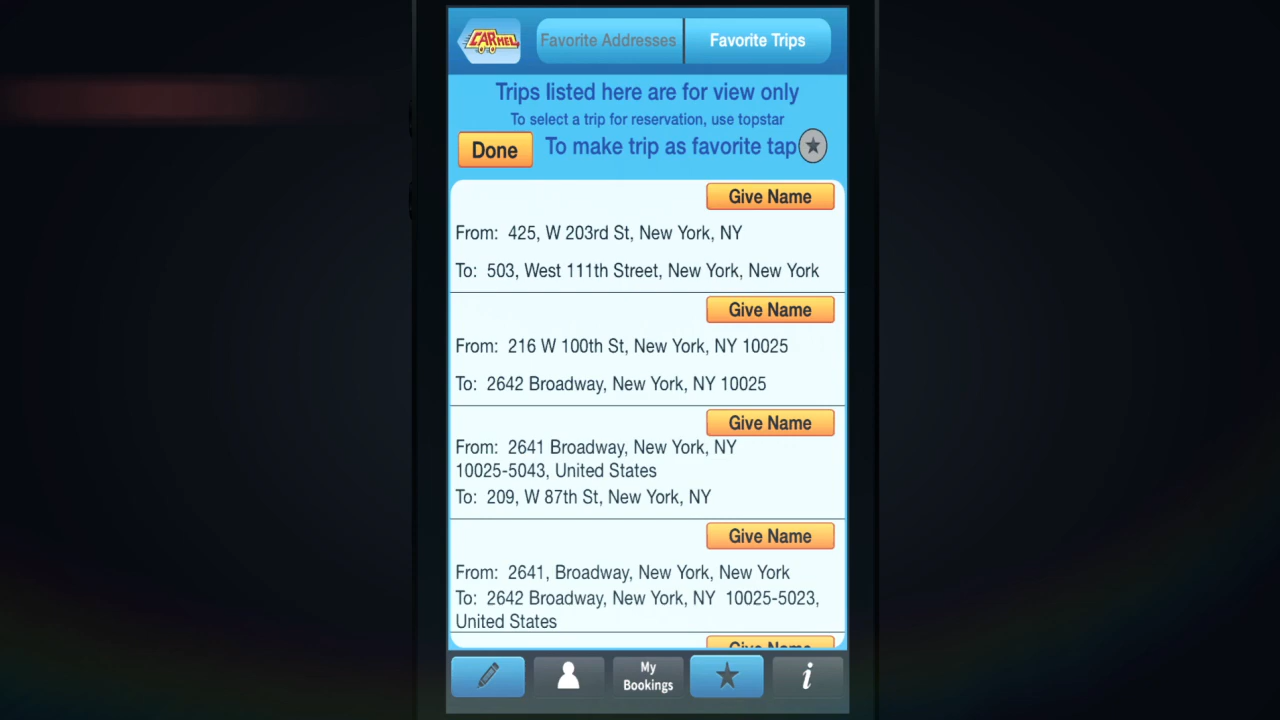 CARMEL
Favorite Addresses
Favorite Trips
Trips listed here are for view only
To select a trip for reservation, use topstar
Done
To make trip as favorite tap
Give Name
From: 425, W 203rd St, New York, NY
To: 503, West 111th Street, New York, New York
Give Name
From: 216 W 100th St, New York, NY 10025
To: 2642 Broadway, New York, NY 10025
Give Name
From: 2641 Broadway, New York, NY
10025-5043, United States
To: 209, W 87th St, New York, NY
Give Name
From: 2641, Broadway, New York, New York
To: 2642 Broadway, New York, NY 10025-5023,
United States
Give Name
My
Bookings
i